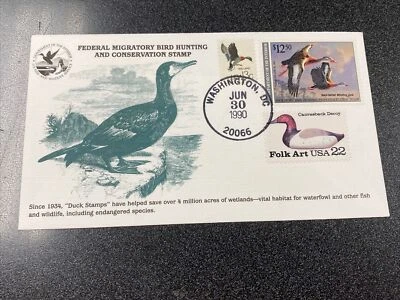 FEDERAL MIGRATORY BIRD HUNTING
AND CONSERVATION STAMP
$12.50
WASHINGTON, DC
JUN
30
1990
20066
Canvasback Decoy
Folk Art USA 22
Since 1934, "Duck Stamps" have helped save over 4 million acres of wetlands—vital habitat for waterfowl and other fish
and wildlife, including endangered species.